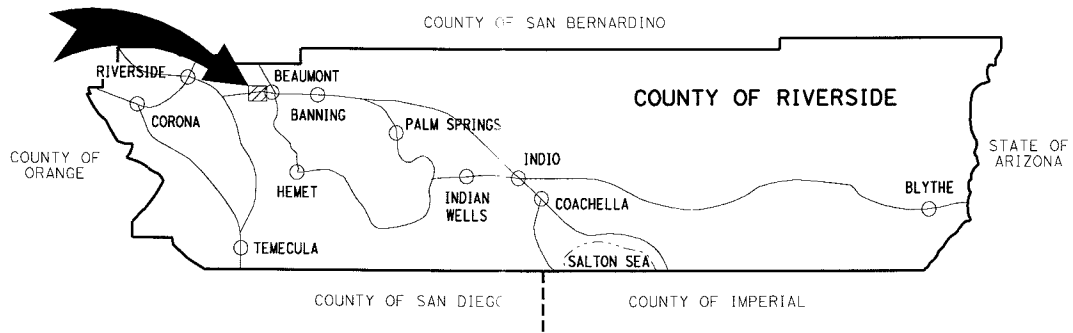 COUNTY OF SAN BERNARDINO
RIVERSIDE
BEAUMONT
COUNTY OF RIVERSIDE
CORONA
BANNING
PALM SPRINGS
STATE OF
ARIZONA
COUNTY OF
ORANGE
HEMET
INDIO
INDIAN
WELLS
COACHELLA
BLYTHE
TEMECULA
SALTON SEA
COUNTY OF SAN DIEGO
COUNTY OF IMPERIAL